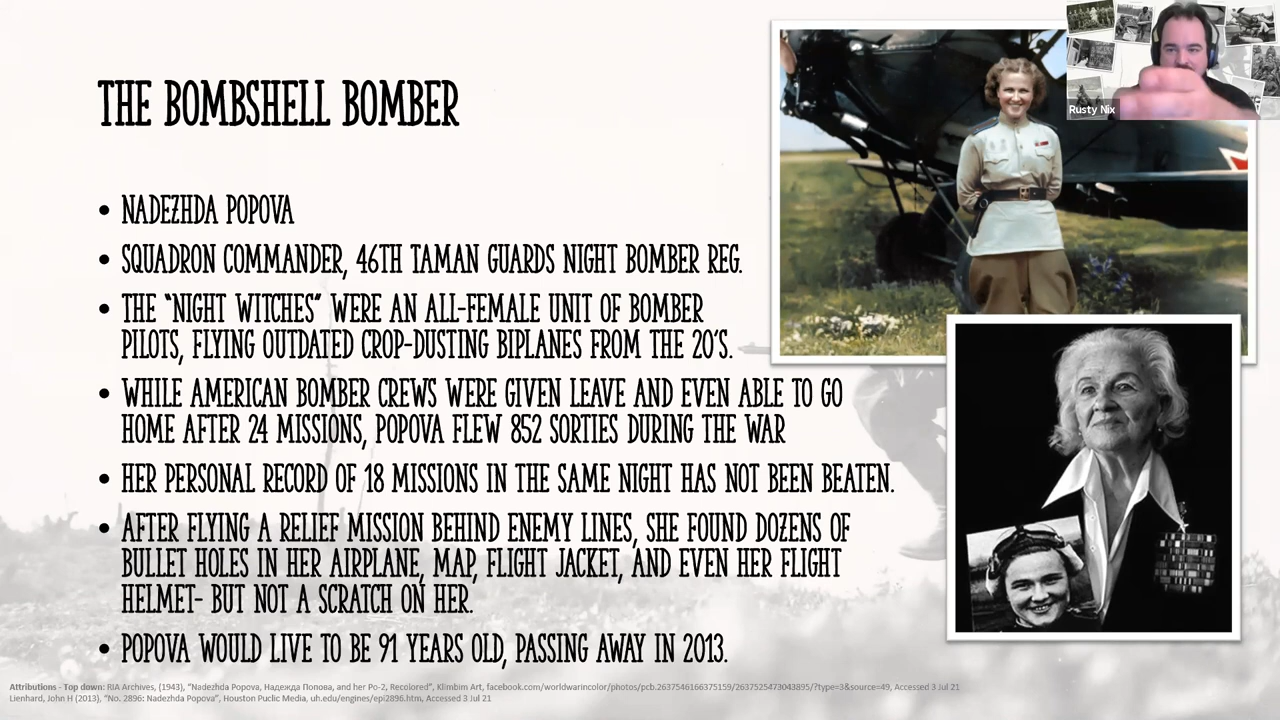 THE BOMBSHELL BOMBER
• NADEZHDA POPOVA
• SQUADRON COMMANDER, 46TH TAMAN GUARDS NIGHT BOMBER REG.
• THE "NIGHT WITCHES" WERE AN ALL-FEMALE UNIT OF BOMBER
PILOTS, FLYING OUTDATED CROP-DUSTING BIPLANES FROM THE 20'S.
• WHILE AMERICAN BOMBER CREWS WERE GIVEN LEAVE AND EVEN ABLE TO GO
HOME AFTER 24 MISSIONS, POPOVA FLEW 852 SORTIES DURING THE WAR
• HER PERSONAL RECORD OF 18 MISSIONS IN THE SAME NIGHT HAS NOT BEEN BEATEN.
• AFTER FLYING A RELIEF MISSION BEHIND ENEMY LINES, SHE FOUND DOZENS OF
BULLET HOLES IN HER AIRPLANE, MAP, FLIGHT JACKET, AND EVEN HER FLIGHT
HELMET- BUT NOT A SCRATCH ON HER.
• POPOVA WOULD LIVE TO BE 91 YEARS OLD, PASSING AWAY IN 2013.
Rusty Nix
Attributions - Top down: RIA Archives, (1943), "Nadezhda Popova, Надежда Попова, and her Po-2, Recolored", Klimbim Art, facebook.com/worldwarincolor/photos/pcb.2637546166375159/2637525473043895/?type=3&source=49, Accessed 3 Jul 21
Lienhard, John H (2013), "No. 2896: Nadezhda Popova", Houston Puclic Media, uh.edu/engines/epi2896.htm, Accessed 3 Jul 21